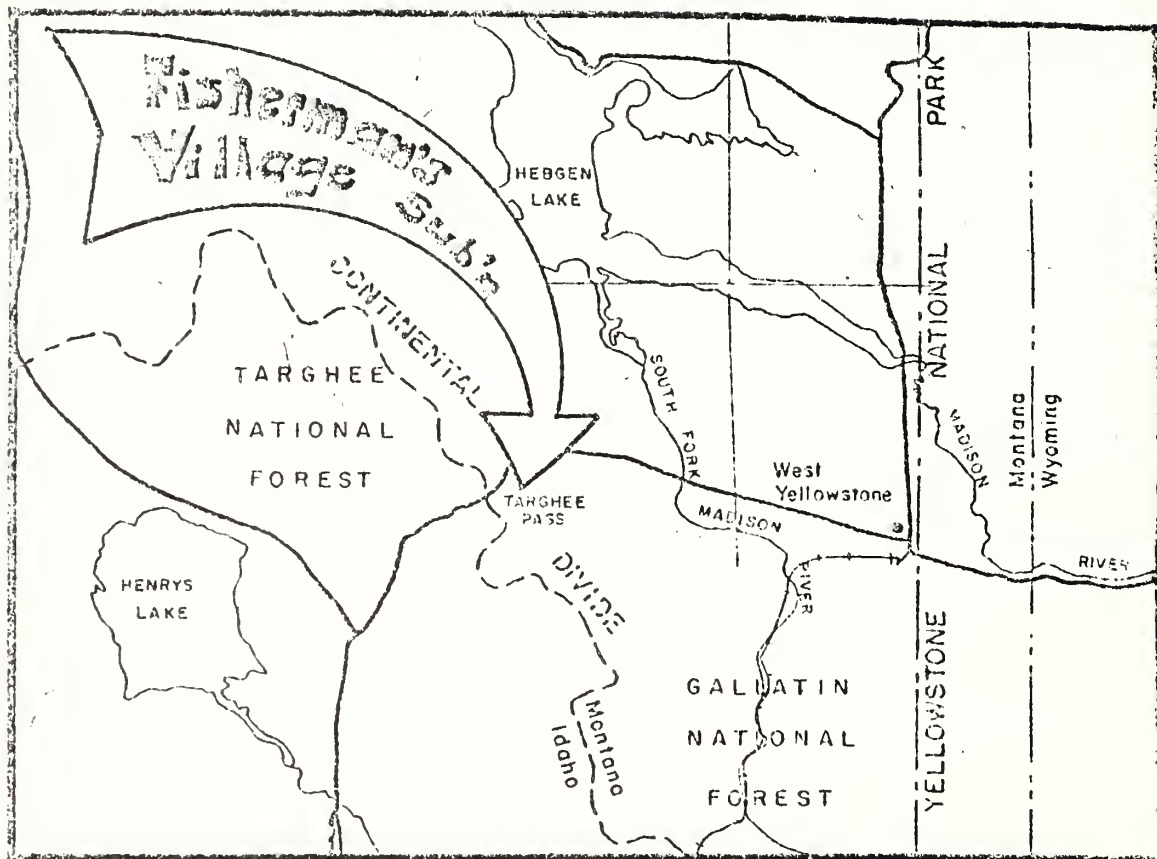 Fisherman's
Village Sub'n
HEBGEN
LAKE
PARK
NATIONAL
YELLOWSTONE
CONTINENTAL
DIVIDE
TARGHEE
NATIONAL
FOREST
SOUTH FORK
MADISON
RIVER
West
Yellowstone
MADISON
RIVER
Montana
Wyoming
TARGHEE
PASS
HENRYS
LAKE
Montana
Idaho
GALLATIN
NATIONAL
FOREST